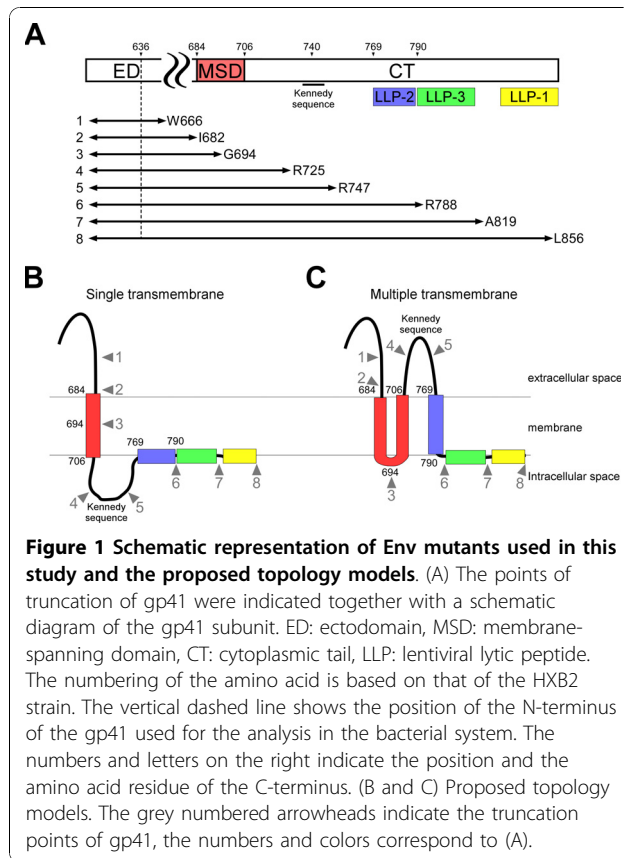 A
636 684 706 740 769 790
ED MSD CT
Kennedy
sequence
LLP-2 LLP-3 LLP-1
1 W666
2 I682
3 G694
4 R725
5 R747
6 R788
7 A819
8 L856
B
Single transmembrane
1
684 2
694 3
706
769 790
4 5 6 7 8
Kennedy
sequence
C
Multiple transmembrane
Kennedy
sequence
4 5
1
2
684 706 769
694
3
790
6 7 8
extracellular space
membrane
Intracellular space
Figure 1 Schematic representation of Env mutants used in this
study and the proposed topology models. (A) The points of
truncation of gp41 were indicated together with a schematic
diagram of the gp41 subunit. ED: ectodomain, MSD: membrane-
spanning domain, CT: cytoplasmic tail, LLP: lentiviral lytic peptide.
The numbering of the amino acid is based on that of the HXB2
strain. The vertical dashed line shows the position of the N-terminus
of the gp41 used for the analysis in the bacterial system. The
numbers and letters on the right indicate the position and the
amino acid residue of the C-terminus. (B and C) Proposed topology
models. The grey numbered arrowheads indicate the truncation
points of gp41, the numbers and colors correspond to (A).